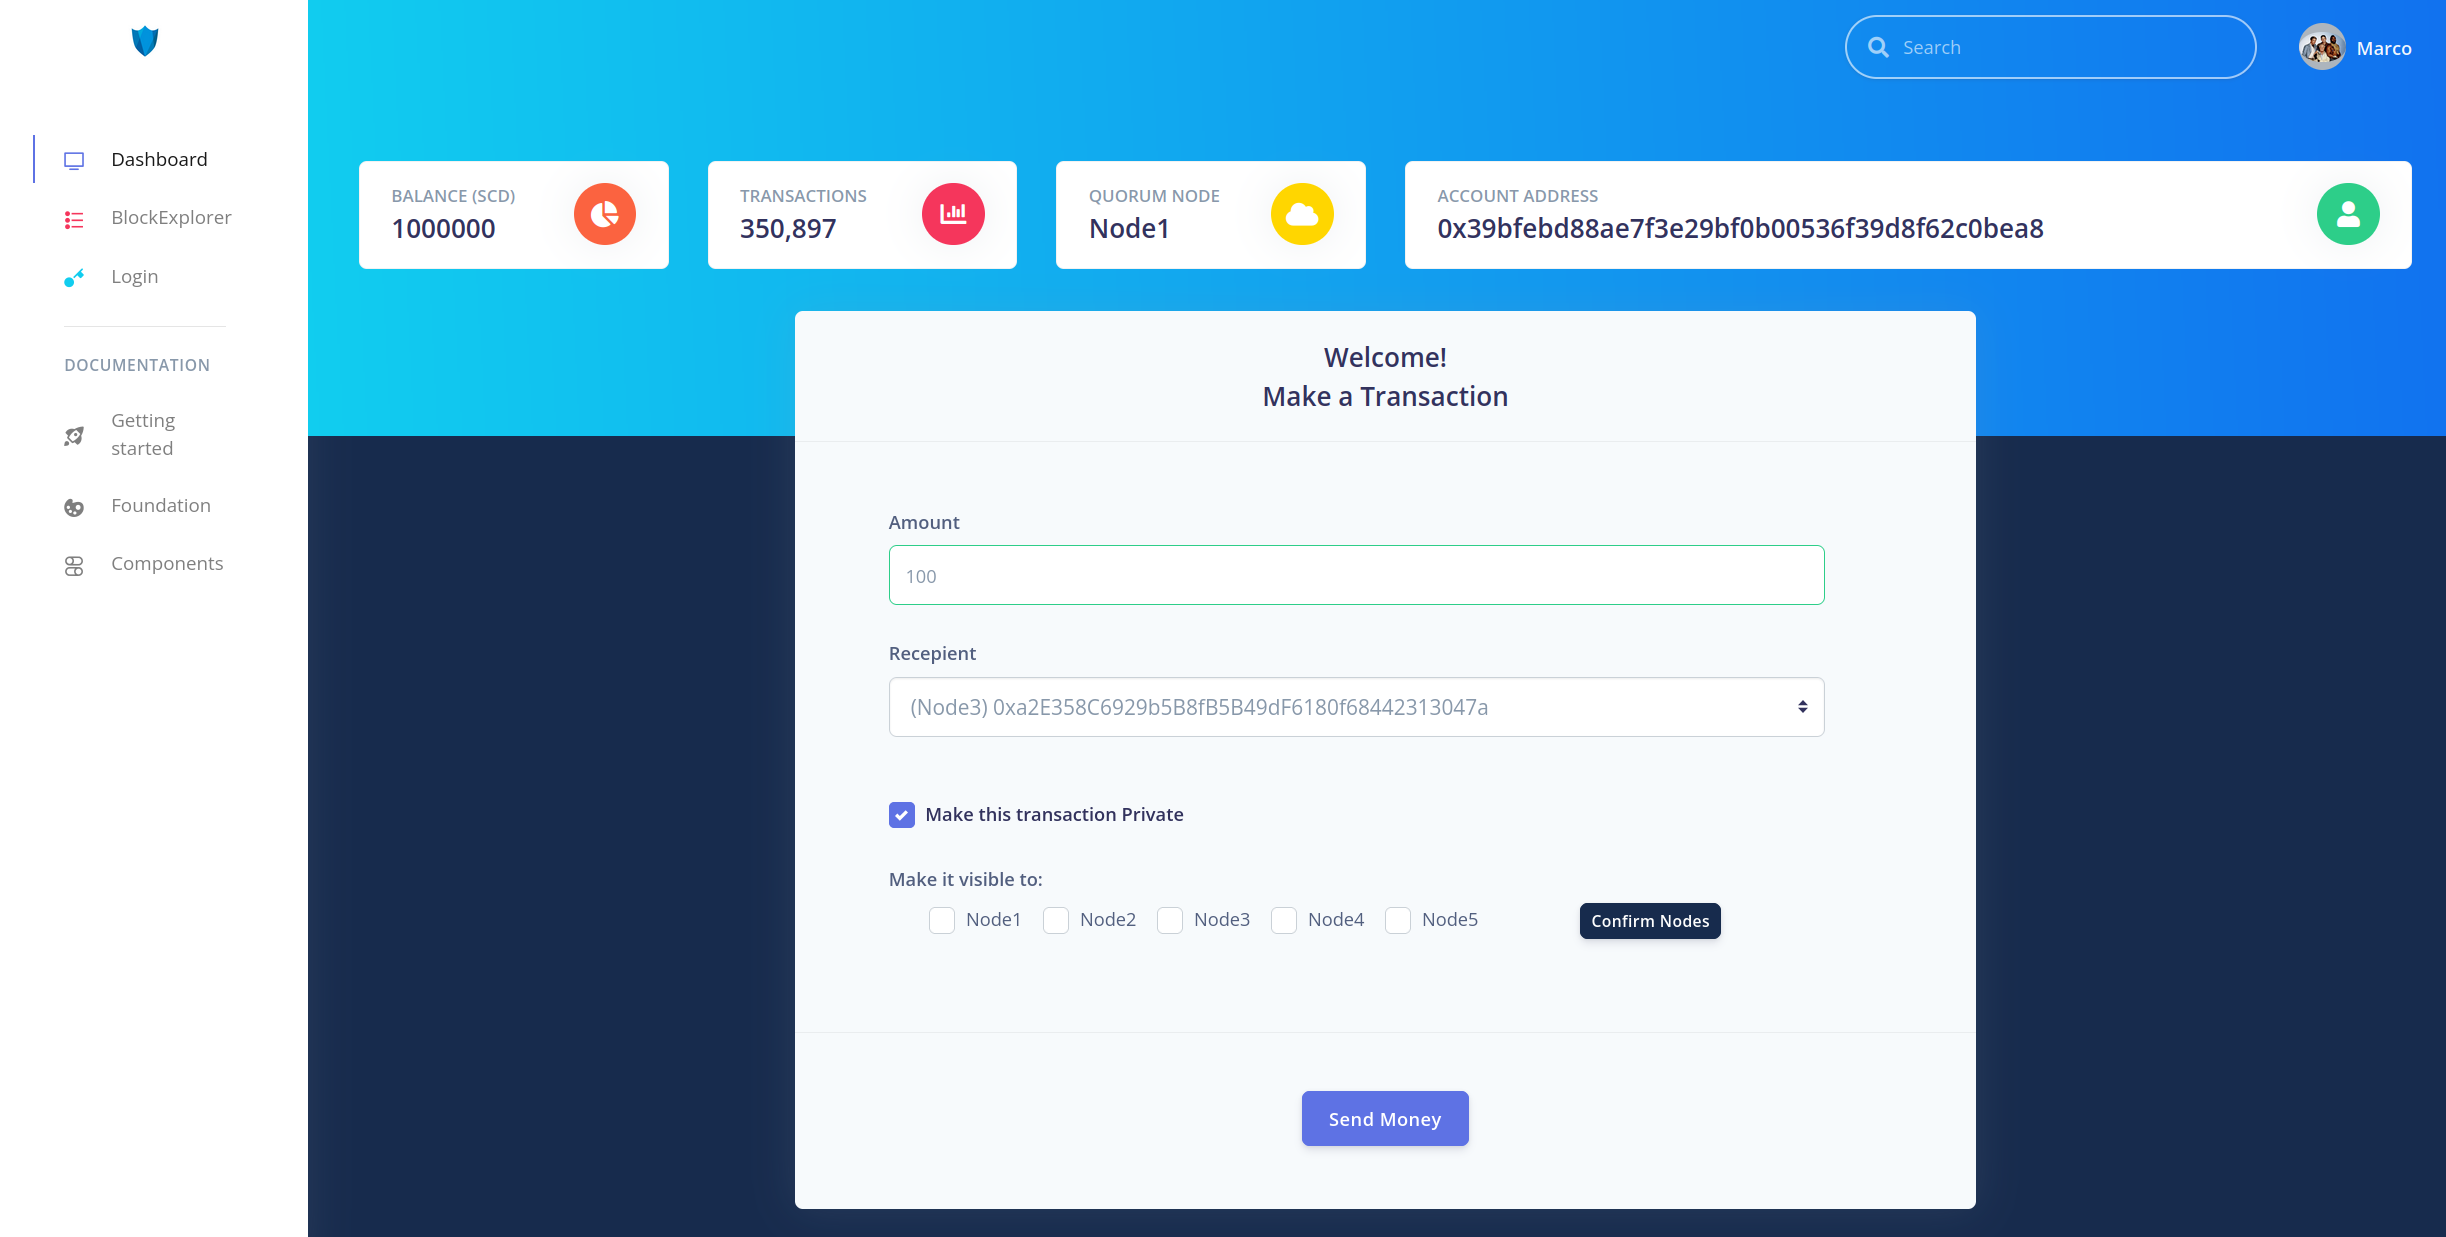 Search
Marco
Dashboard
BlockExplorer
Login
DOCUMENTATION
Getting
started
Foundation
Components
BALANCE (SCD)
1000000
TRANSACTIONS
350,897
QUORUM NODE
Node1
ACCOUNT ADDRESS
0x39bfebd88ae7f3e29bf0b00536f39d8f62c0bea8
Welcome!
Make a Transaction
Amount
100
Recepient
(Node3) 0xa2E358C6929b5B8fB5B49dF6180f68442313047a
Make this transaction Private
Make it visible to:
Node1 Node2 Node3 Node4 Node5 Confirm Nodes
Send Money